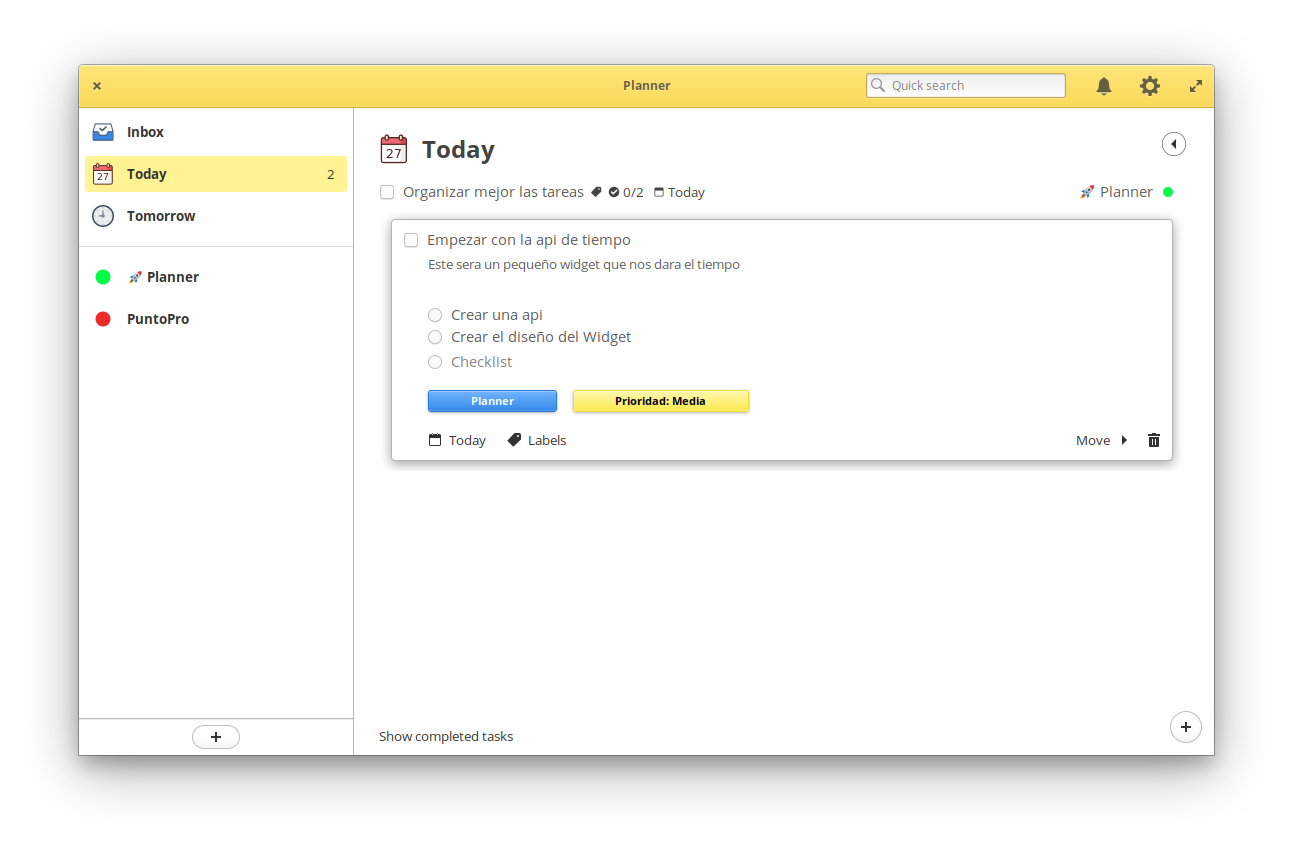 Planner
Quick search
Inbox
27
Today
2
Tomorrow
Planner
PuntoPro
27
Today
Organizar mejor las tareas 0/2 Today
Planner
Empezar con la api de tiempo
Este sera un pequeño widget que nos dara el tiempo
Crear una api
Crear el diseño del Widget
Checklist
Planner
Prioridad: Media
Today
Labels
Move
Show completed tasks